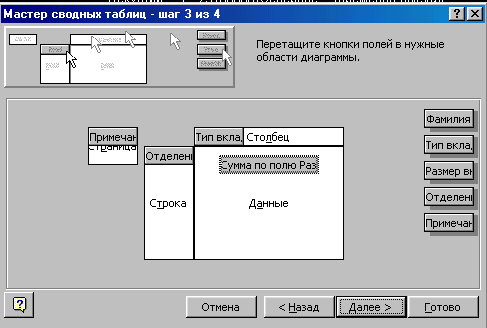 Мастер сводных таблиц - шаг 3 из 4
Перетащите кнопки полей в нужные
области диаграммы.
Фамилия
Примечан
Страница
Тип вкла,
Столбец
Тип вкла,
Отделени
Сумма по полю Раз
Размер вк
Строка
Данные
Отделени
Примечан
Отмена
< Назад
Далее >
Готово